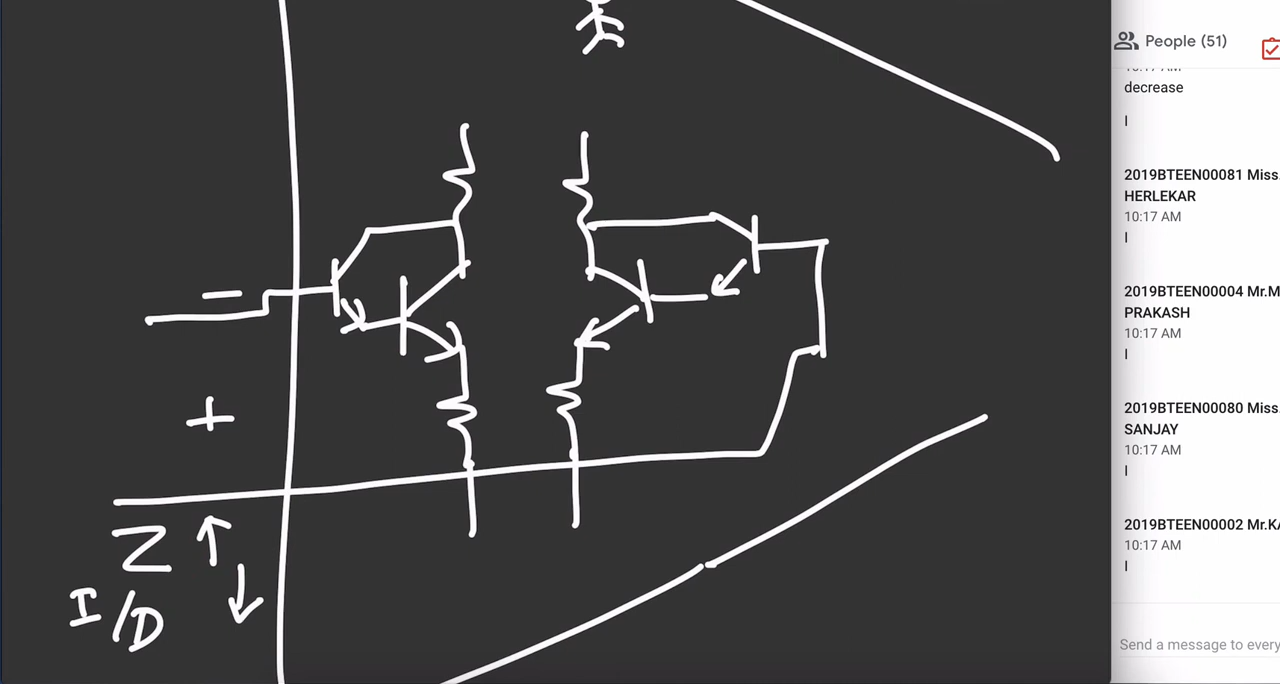 −
+
Z ↑
I/D ↓
People (51)
decrease
I
2019BTEEN00081 Miss.
HERLEKAR
10:17 AM
I
2019BTEEN00004 Mr.M
PRAKASH
10:17 AM
I
2019BTEEN00080 Miss.
SANJAY
10:17 AM
I
2019BTEEN00002 Mr.KA
10:17 AM
I
Send a message to every